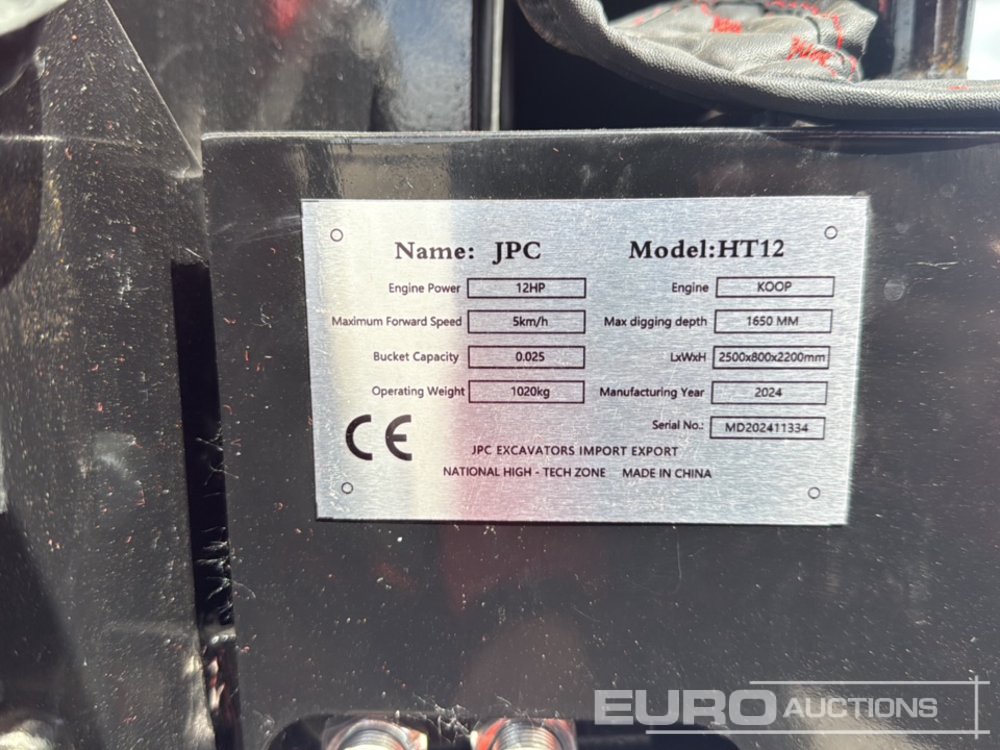 Name: JPC Model:HT12
Engine Power 12HP Engine KOOP
Maximum Forward Speed 5km/h Max digging depth 1650 MM
Bucket Capacity 0.025 LxWxH 2500x800x2200mm
Operating Weight 1020kg Manufacturing Year 2024
Serial No.: MD202411334
CE
JPC EXCAVATORS IMPORT EXPORT
NATIONAL HIGH - TECH ZONE MADE IN CHINA
EURO AUCTIONS